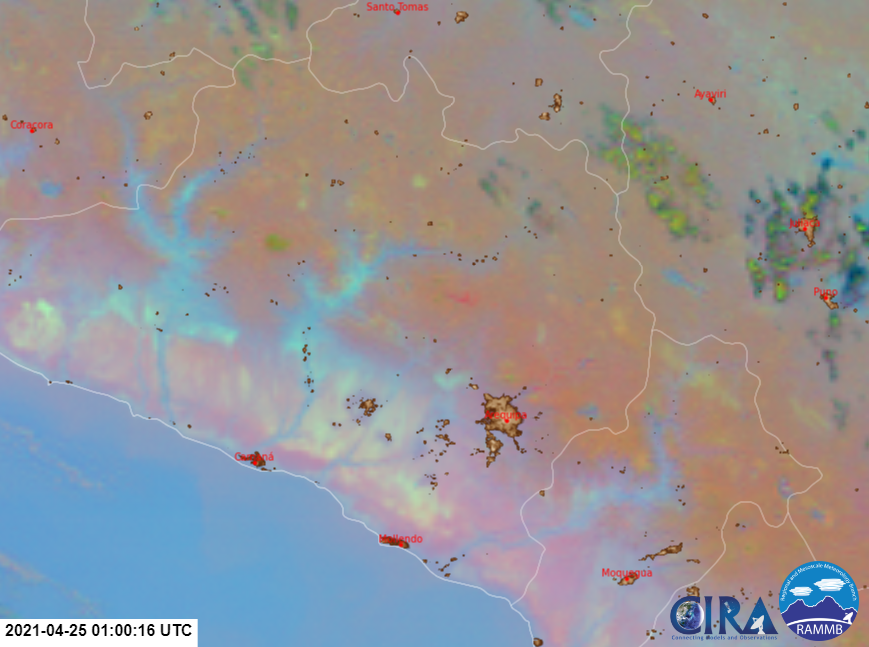 Santo Tomas
Ayaviri
Coracora
Juliaca
Puno
Arequipa
Camaná
Mollendo
Moquegua
Regional and Mesoscale Meteorology Branch
CIRA
Connecting Models and Observations
RAMMB
2021-04-25 01:00:16 UTC